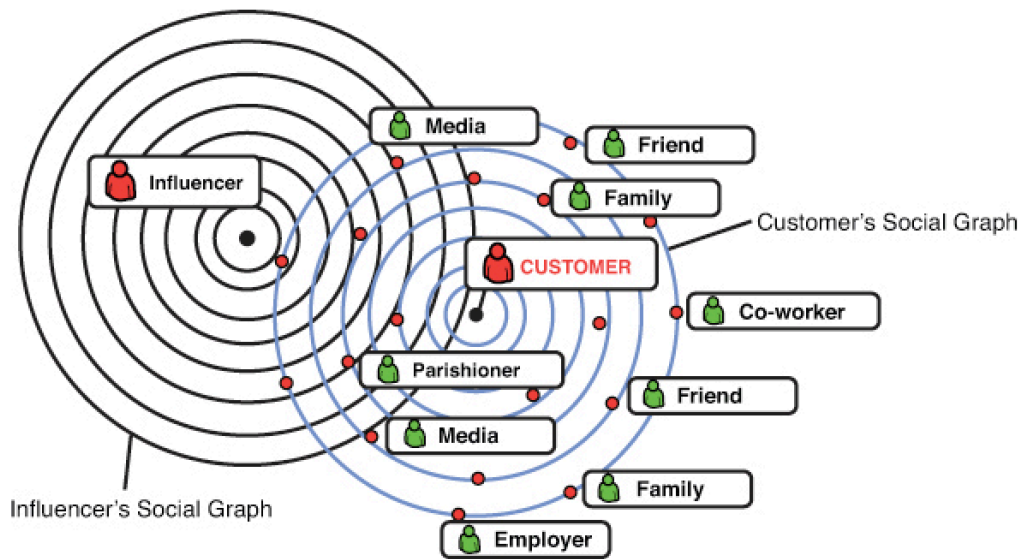 Media
Friend
Influencer
Family
Customer's Social Graph
CUSTOMER
Co-worker
Parishioner
Friend
Media
Family
Influencer's Social Graph
Employer